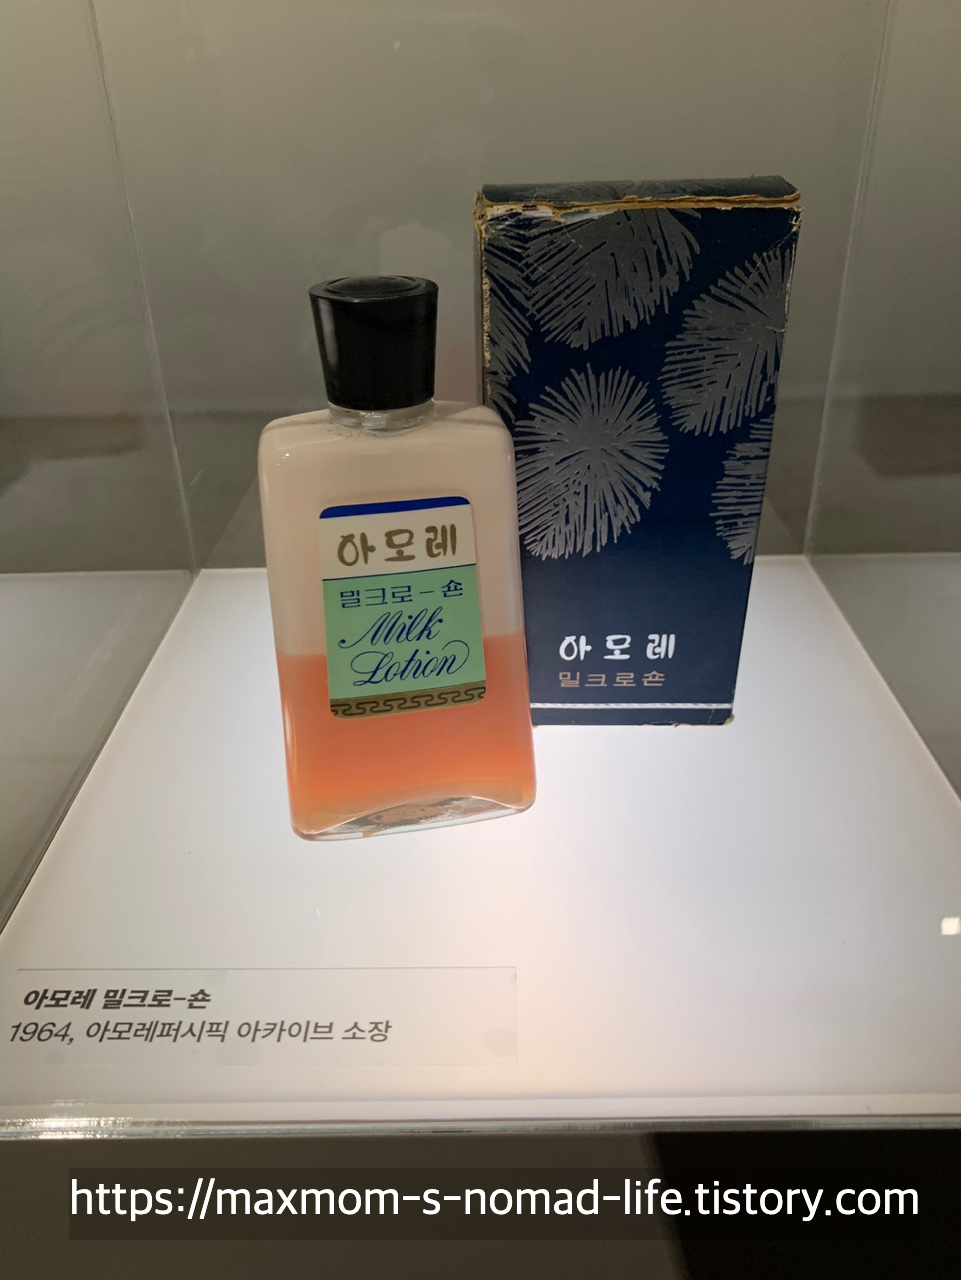 아모레
밀크로-숀
Milk
Lotion
아모레
밀크로숀
아모레 밀크로-숀
1964, 아모레퍼시픽 아카이브 소장
https://maxmom-s-nomad-life.tistory.com